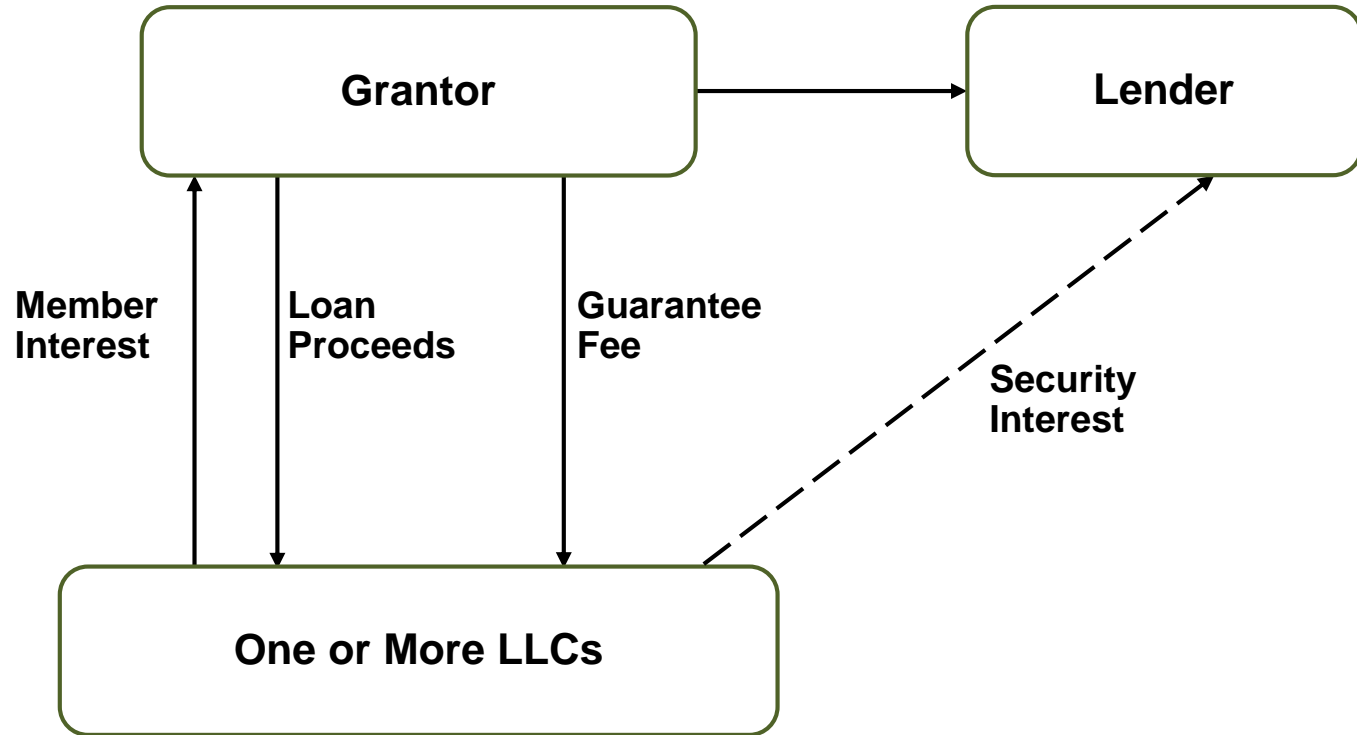 Grantor
Lender
Member
Interest
Loan
Proceeds
Guarantee
Fee
Security
Interest
One or More LLCs